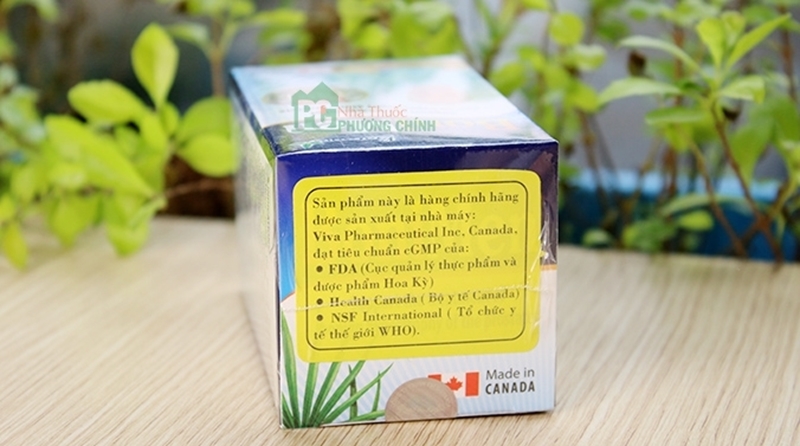 PC Nhà Thuốc
PHƯƠNG CHÍNH
Sản phẩm này là hàng chính hãng
được sản xuất tại nhà máy:
Viva Pharmaceutical Inc, Canada,
đạt tiêu chuẩn cGMP của:
● FDA (Cục quản lý thực phẩm và
dược phẩm Hoa Kỳ)
● Health Canada ( Bộ y tế Canada)
● NSF International ( Tổ chức y
tế thế giới WHO).
Made in
CANADA